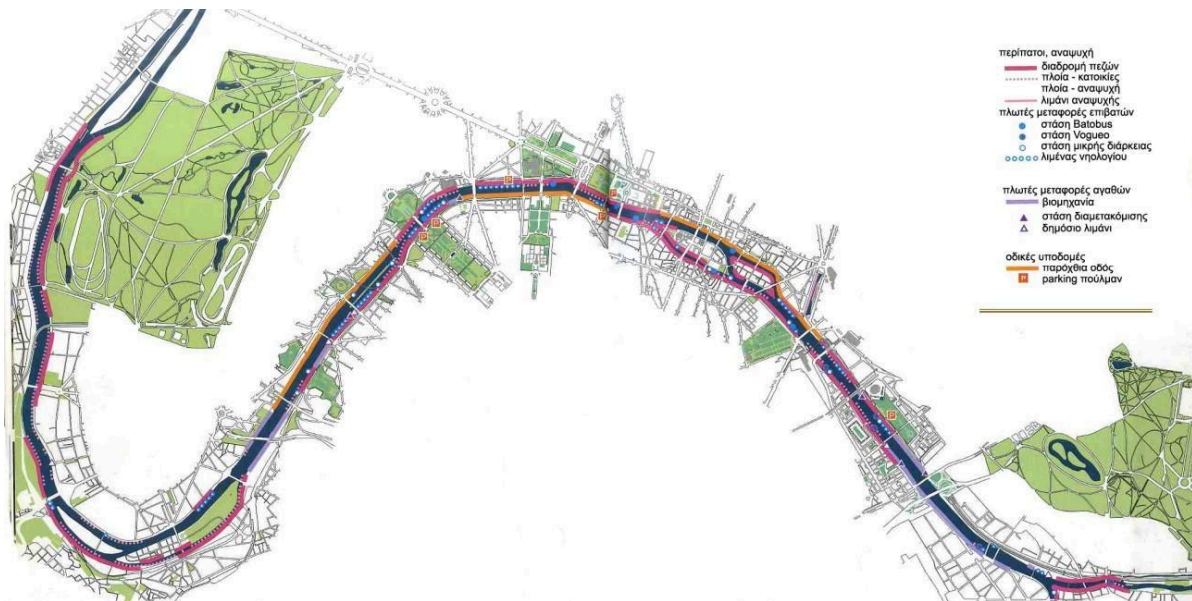 περίπατοι, αναψυχή
διαδρομή πεζών
πλοία - κατοικίες
πλοία - αναψυχή
λιμάνι αναψυχής
πλωτές μεταφορές επιβατών
στάση Batobus
στάση Vogueo
στάση μικρής διάρκειας
λιμένας νηολογίου
πλωτές μεταφορές αγαθών
βιομηχανία
στάση διαμετακόμισης
δημόσιο λιμάνι
οδικές υποδομές
παρόχθια οδός
P parking πούλμαν
P
P
P
P
P
P